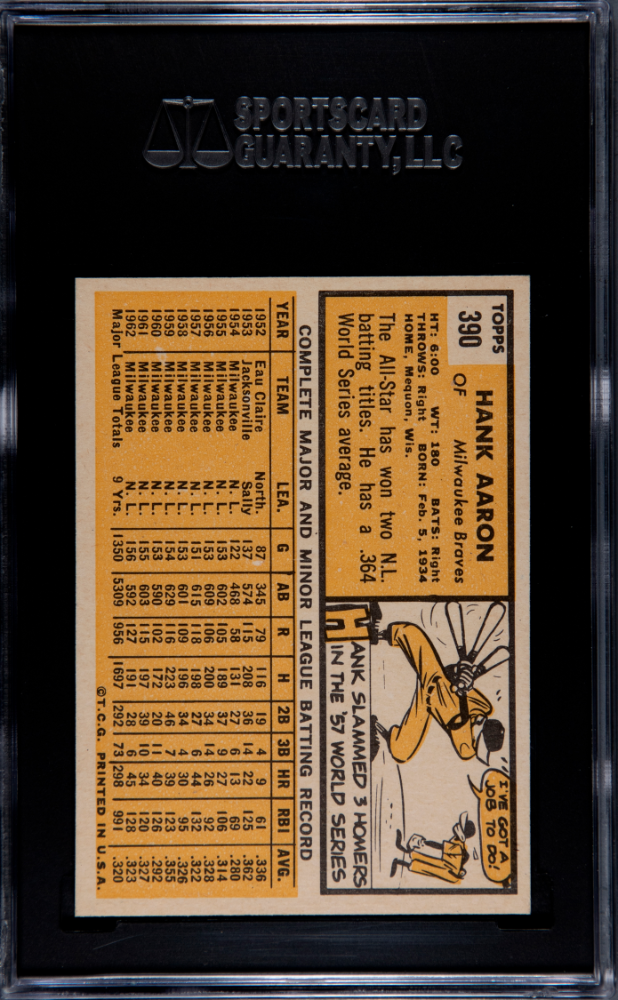 SPORTSCARD
GUARANTY, LLC
TOPPS
390
HANK AARON
OF Milwaukee Braves
HT: 6:00 WT: 180 BATS: Right
THROWS: Right BORN: Feb. 5, 1934
HOME, Mequon, Wis.
The All-Star has won two N.L.
batting titles. He has a .364
World Series average.
"I'VE GOT A
JOB TO DO!"
HANK SLAMMED 3 HOMERS
IN THE '57 WORLD SERIES
COMPLETE MAJOR AND MINOR LEAGUE BATTING RECORD
YEAR TEAM LEA. G AB R H 2B 3B HR RBI AVG.
1952 Eau Claire North. 87 345 79 116 19 4 9 61 .336
1953 Jacksonville Sally 137 574 115 208 36 14 22 125 .362
1954 Milwaukee N. L. 122 468 58 131 27 6 13 69 .280
1955 Milwaukee N. L. 153 602 105 189 37 9 27 106 .314
1956 Milwaukee N. L. 153 609 106 200 34 14 26 92 .328
1957 Milwaukee N. L. 151 615 118 198 27 6 44 132 .322
1958 Milwaukee N. L. 153 601 109 196 34 4 30 95 .326
1959 Milwaukee N. L. 154 629 116 223 46 7 39 123 .355
1960 Milwaukee N. L. 153 590 102 172 20 11 40 126 .292
1961 Milwaukee N. L. 155 603 115 197 39 10 34 120 .327
1962 Milwaukee N. L. 156 592 127 191 28 6 45 128 .323
Major League Totals 9 Yrs. 1350 5309 956 1697 292 73 298 991 .320
©T.C.G. PRINTED IN U.S.A.